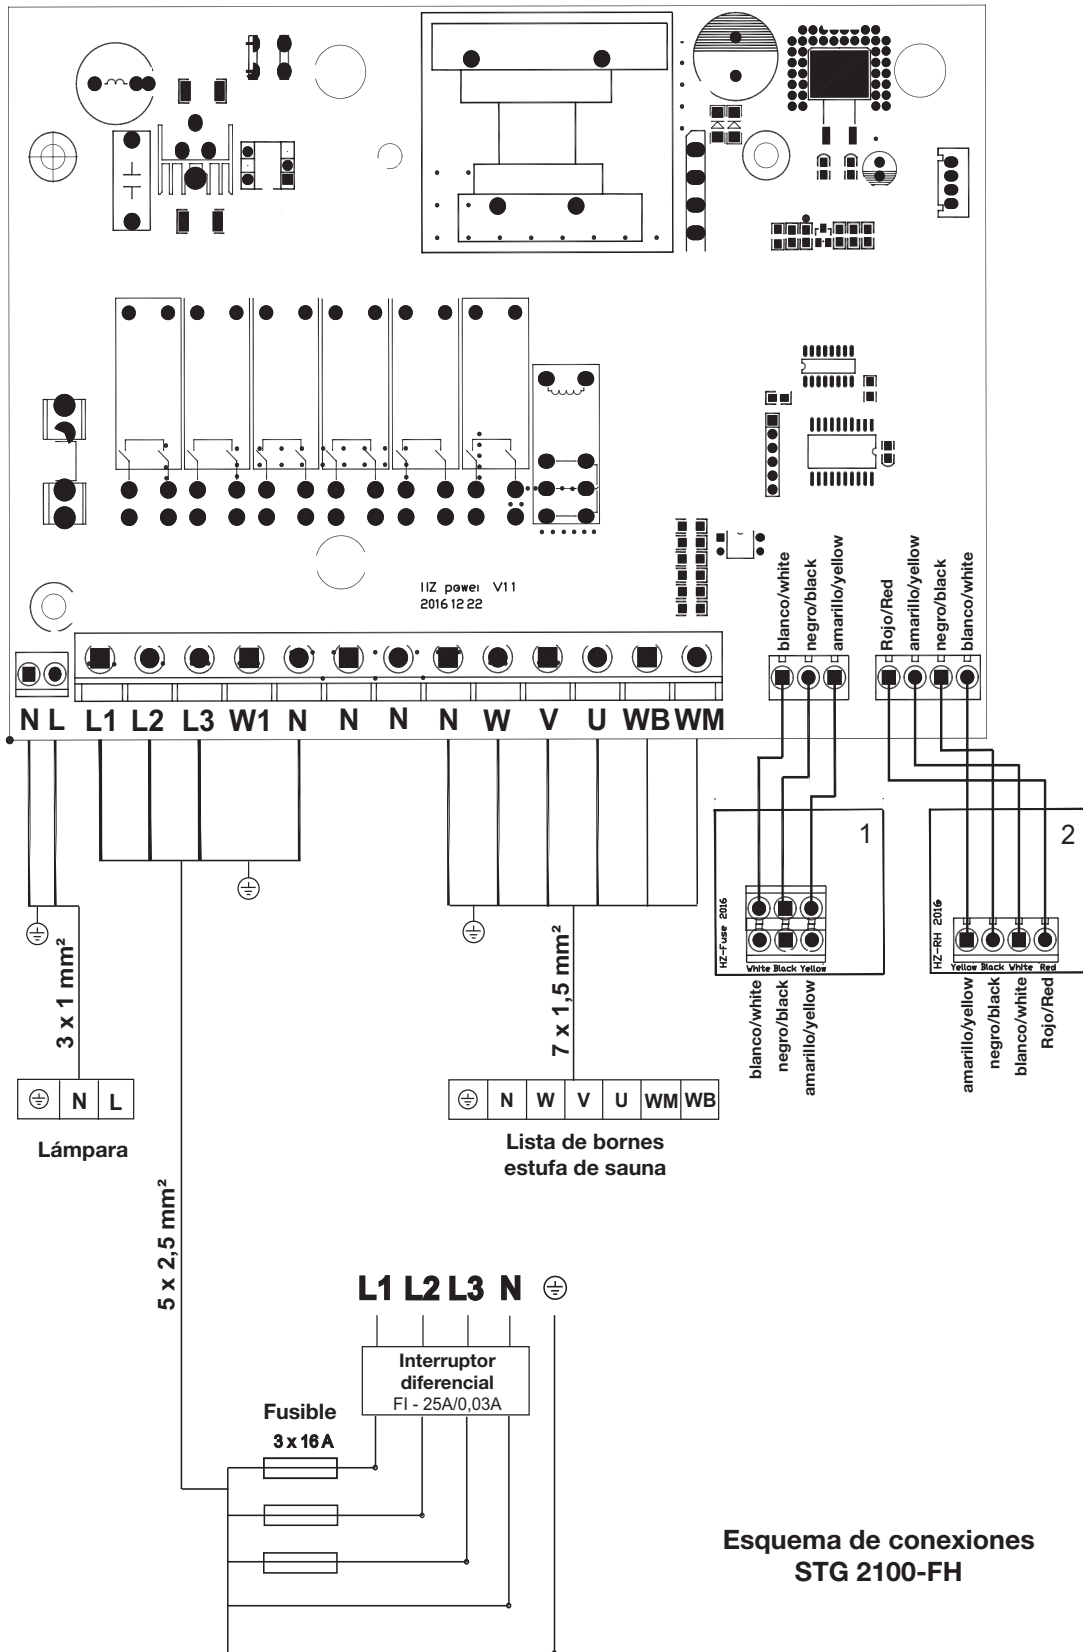 HZ power V11
2016 12 22
blanco/white
negro/black
amarillo/yellow
Rojo/Red
amarillo/yellow
negro/black
blanco/white
N L L1 L2 L3 W1 N N N N W V U WB WM
1
HZ-Fuse 2016
White Black Yellow
blanco/white
negro/black
amarillo/yellow
2
HZ-RH 2016
Yellow Black White Red
amarillo/yellow
negro/black
blanco/white
Rojo/Red
3 x 1 mm²
7 x 1,5 mm²
N L
Lámpara
N W V U WM WB
Lista de bornes
estufa de sauna
5 x 2,5 mm²
L1 L2 L3 N
Interruptor
diferencial
FI - 25A/0,03A
Fusible
3 x 16 A
Esquema de conexiones
STG 2100-FH